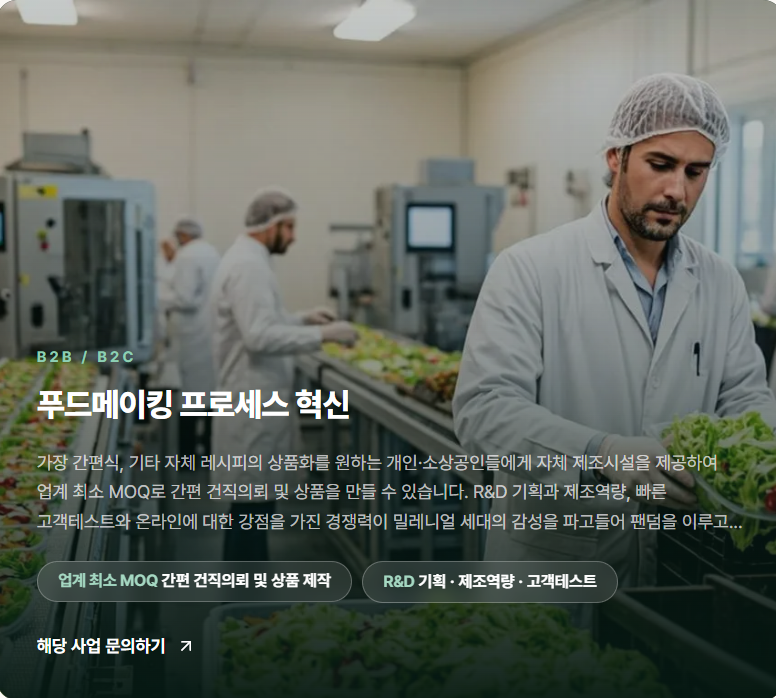 B2B / B2C
푸드메이킹 프로세스 혁신
가장 간편식, 기타 자체 레시피의 상품화를 원하는 개인·소상공인들에게 자체 제조시설을 제공하여
업계 최소 MOQ로 간편 건직의뢰 및 상품을 만들 수 있습니다. R&D 기획과 제조역량, 빠른
고객테스트와 온라인에 대한 강점을 가진 경쟁력이 밀레니얼 세대의 감성을 파고들어 팬덤을 이루고...
업계 최소 MOQ 간편 건직의뢰 및 상품 제작
R&D 기획 · 제조역량 · 고객테스트
해당 사업 문의하기 ↗